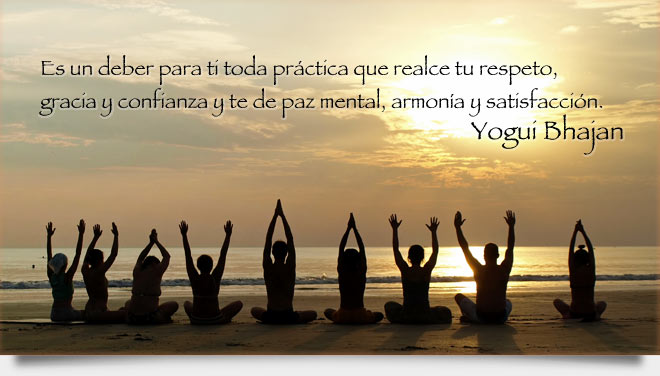 Es un deber para ti toda práctica que realce tu respeto,
gracia y confianza y te de paz mental, armonía y satisfacción.
Yogui Bhajan